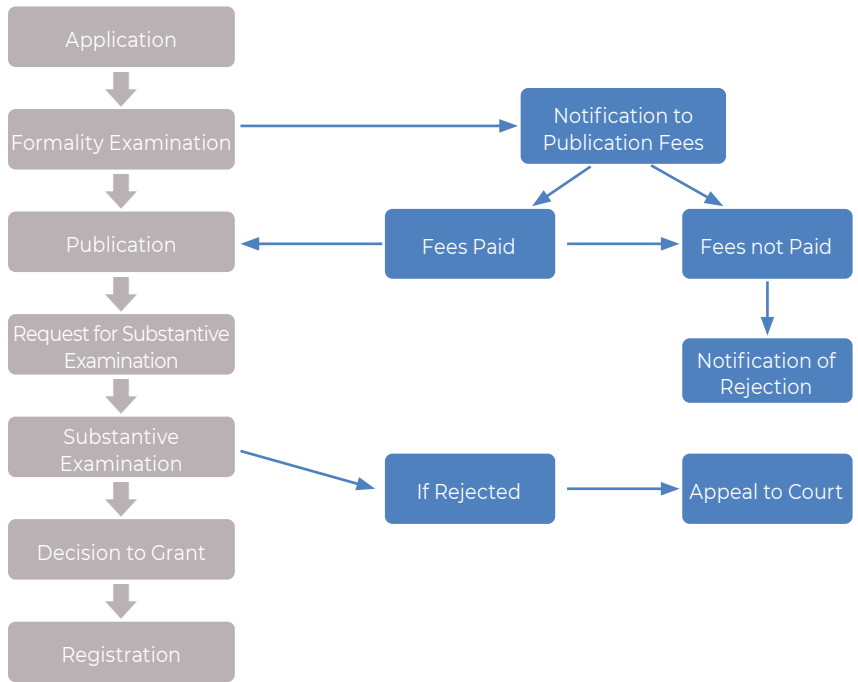 Application
Formality Examination
Notification to
Publication Fees
Publication
Fees Paid
Fees not Paid
Request for Substantive
Examination
Notification of
Rejection
Substantive
Examination
If Rejected
Appeal to Court
Decision to Grant
Registration